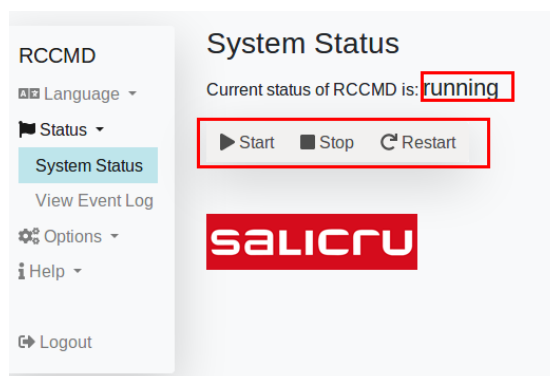 RCCMD
Language
Status
System Status
View Event Log
Options
Help
Logout
System Status
Current status of RCCMD is: running
Start Stop Restart
salicru